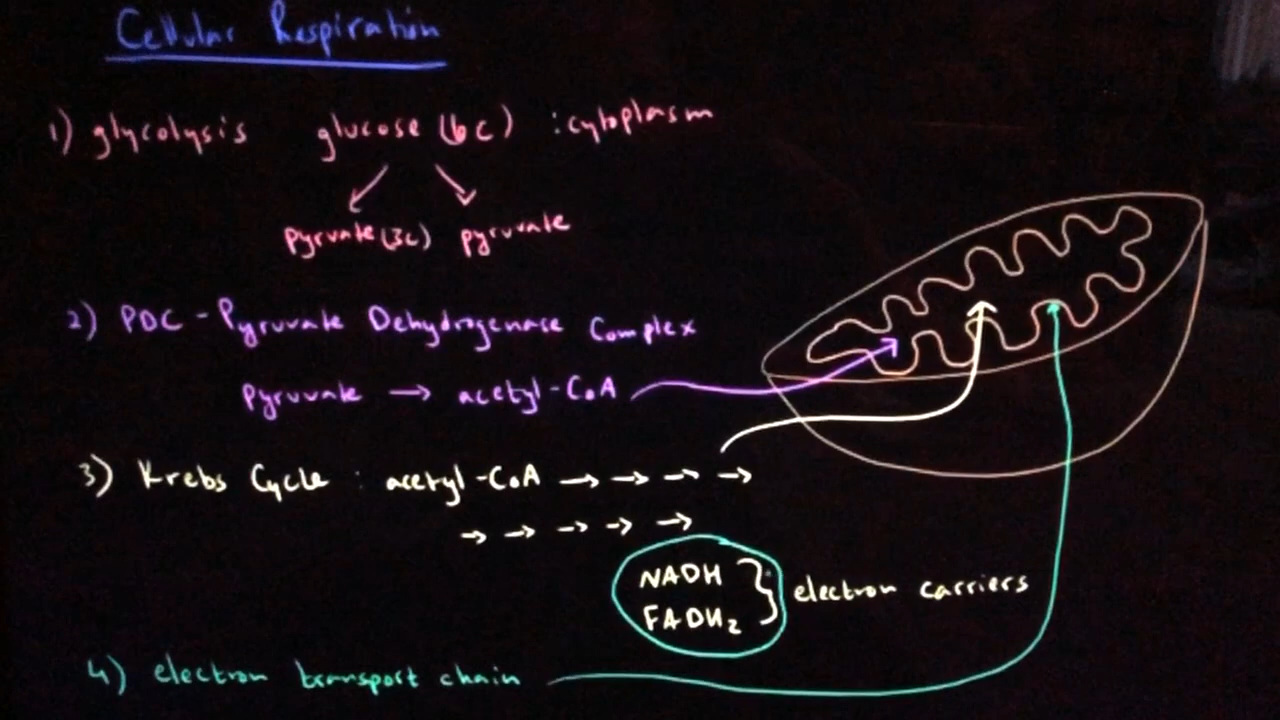 Cellular Respiration
1) glycolysis glucose (6c) : cytoplasm
pyruvate (3c) pyruvate
2) PDC - Pyruvate Dehydrogenase Complex
Pyruvate → acetyl-CoA
3) Krebs Cycle : acetyl-CoA → → → →
→ → → → →
NADH
FADH₂ } electron carriers
4) electron transport chain